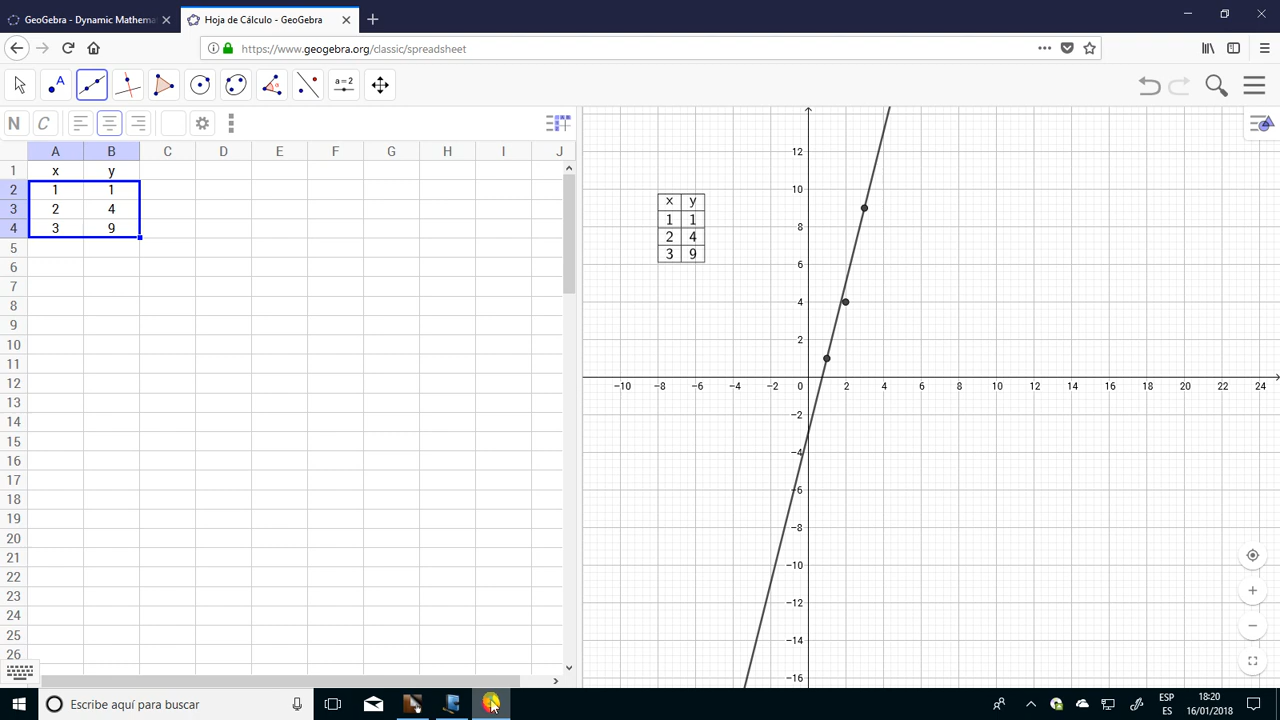 GeoGebra - Dynamic Mathema
Hoja de Cálculo - GeoGebra
https://www.geogebra.org/classic/spreadsheet
A
a=2
N C
A B C D E F G H I J
1 x y
2 1 1
3 2 4
4 3 9
5
6
7
8
9
10
11
12
13
14
15
16
17
18
19
20
21
22
23
24
25
26
x y
1 1
2 4
3 9
12
10
8
6
4
2
−10 −8 −6 −4 −2 0 2 4 6 8 10 12 14 16 18 20 22 24
−2
−4
−6
−8
−10
−12
−14
−16
Escribe aquí para buscar
ESP
ES
18:20
16/01/2018